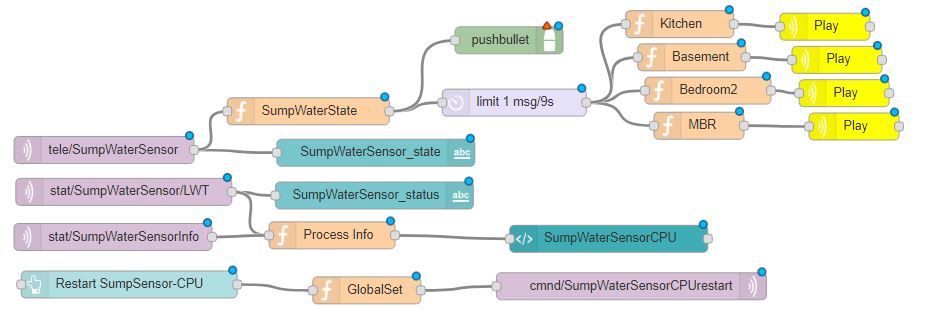 Kitchen
Play
pushbullet
Basement
Play
Bedroom2
Play
limit 1 msg/9s
SumpWaterState
MBR
Play
tele/SumpWaterSensor
SumpWaterSensor_state
abc
stat/SumpWaterSensor/LWT
SumpWaterSensor_status
abc
stat/SumpWaterSensorInfo
Process Info
</> SumpWaterSensorCPU
Restart SumpSensor-CPU
GlobalSet
cmnd/SumpWaterSensorCPUrestart